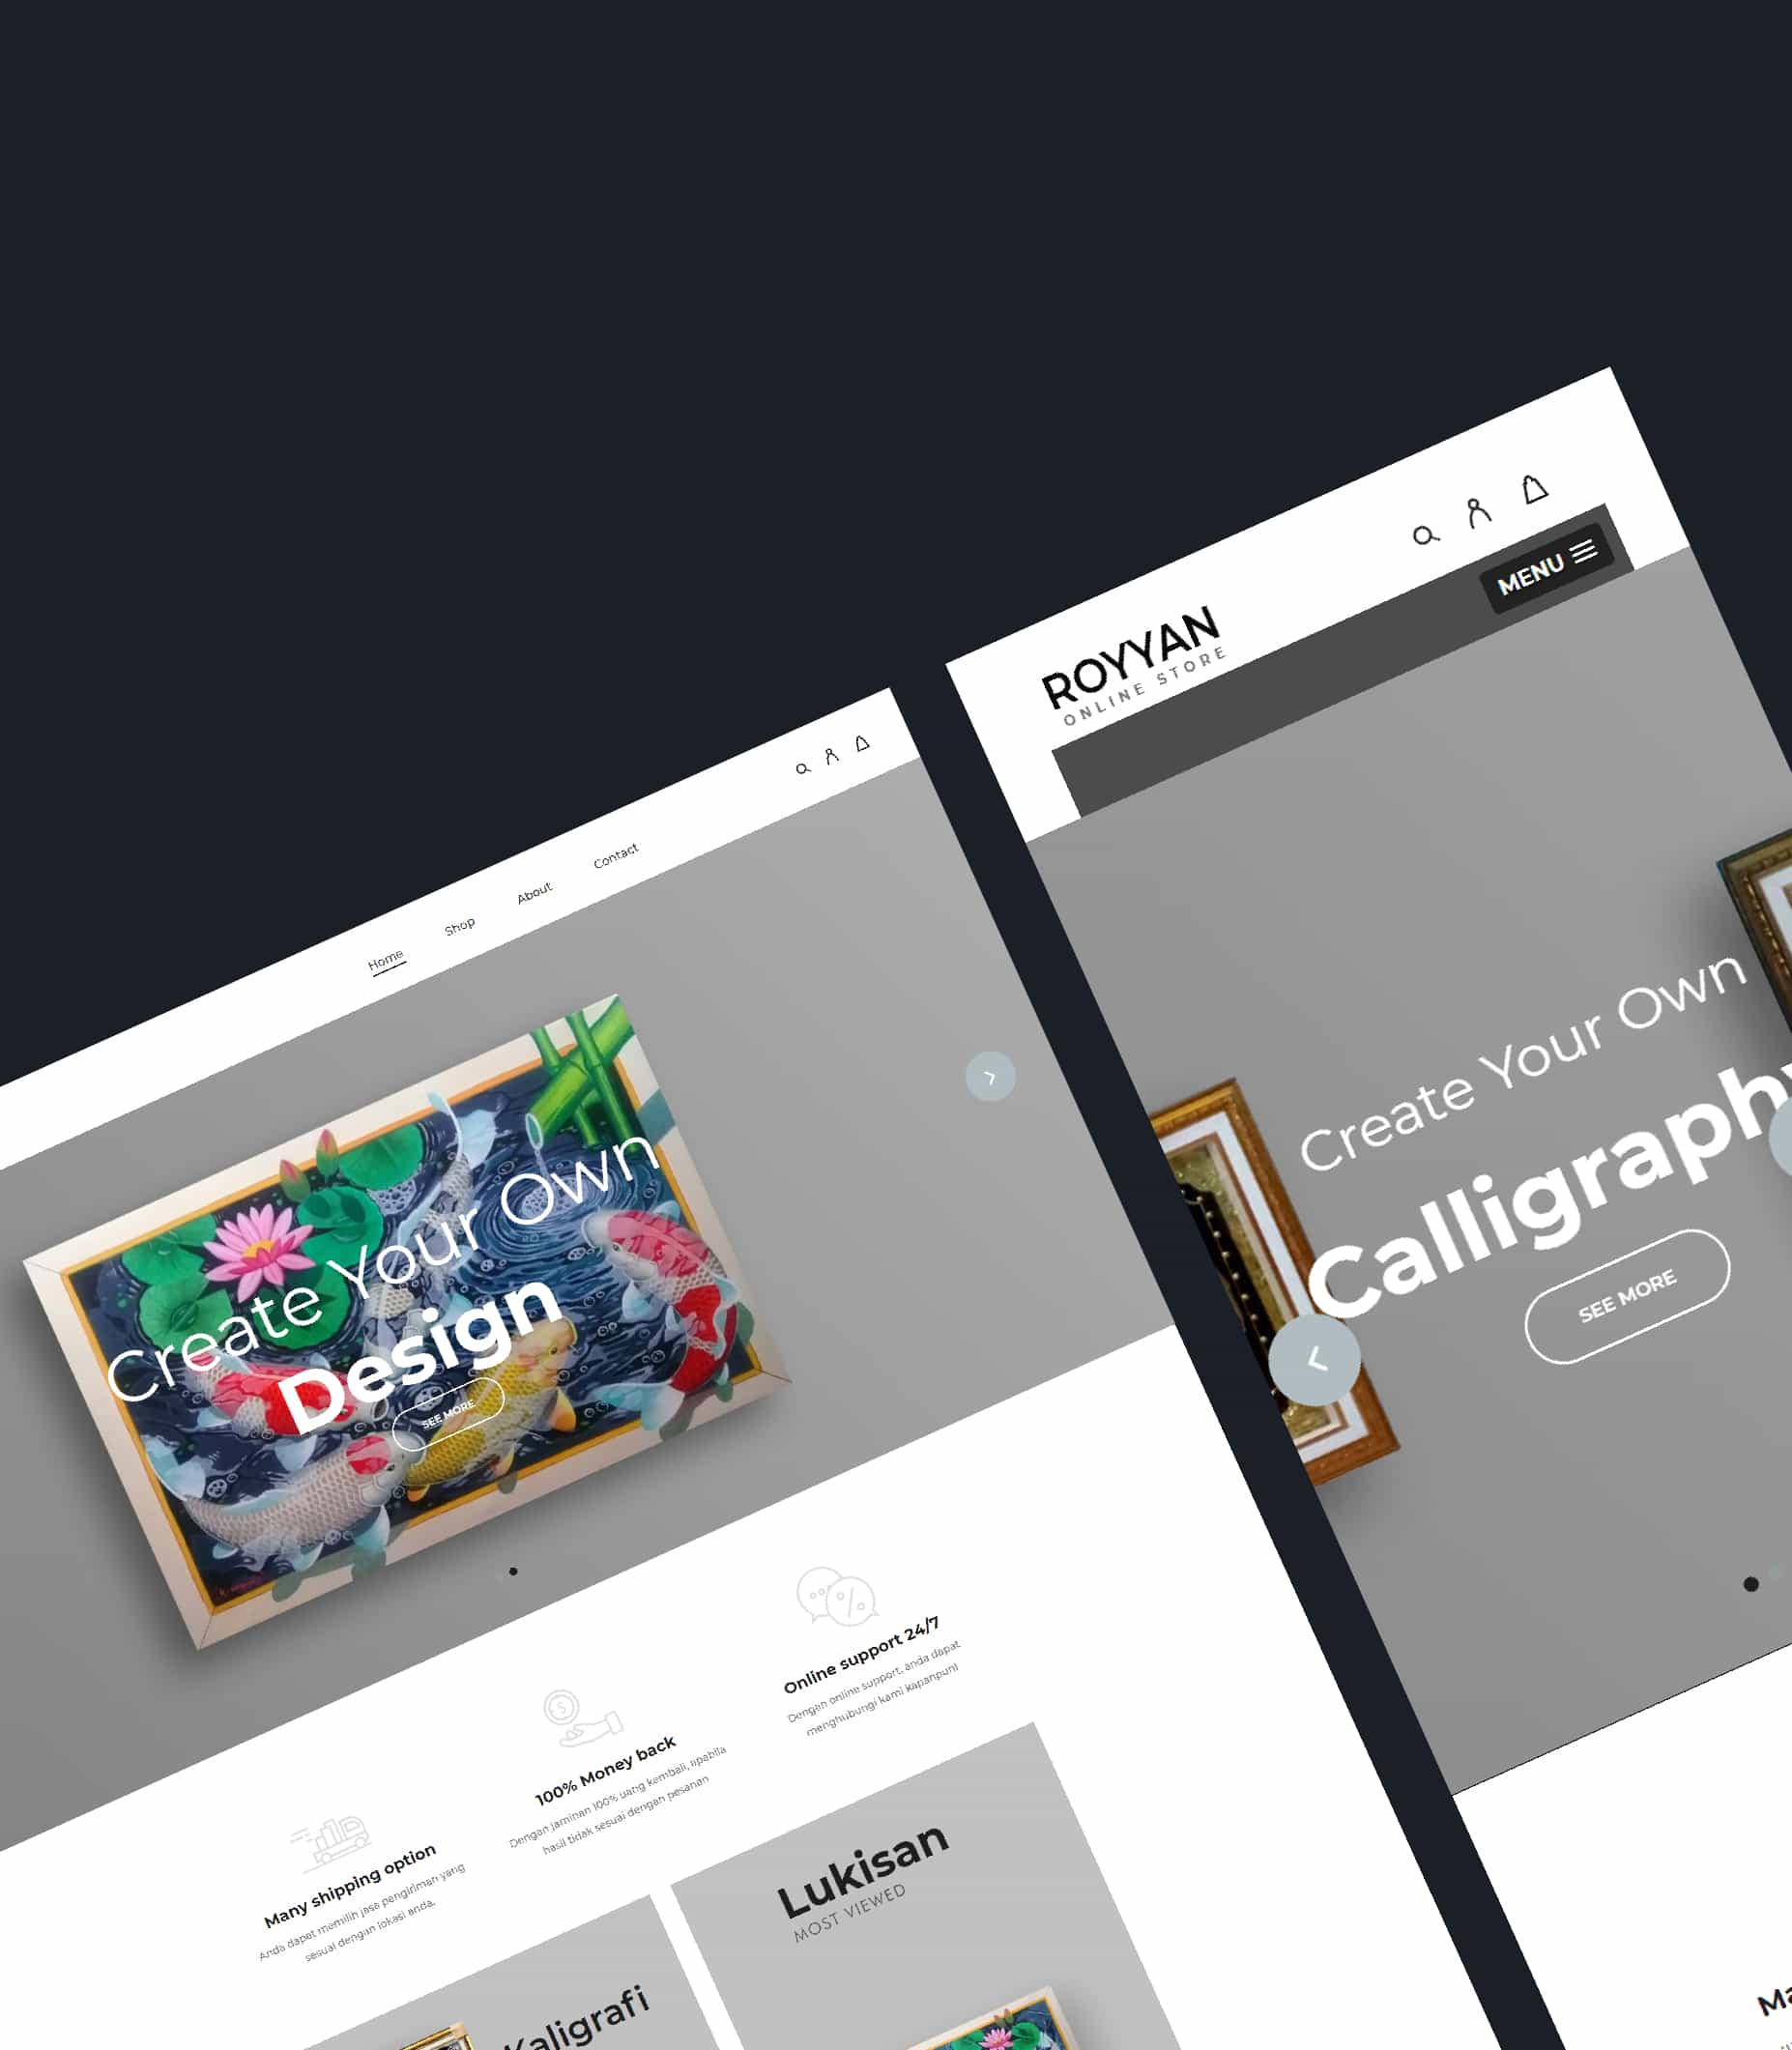 Home
Shop
About
Contact
Create Your Own
Design
SEE MORE
Many shipping option
Anda dapat memilih jasa pengiriman yang
sesuai dengan lokasi anda.
100% Money back
Dengan jaminan 100% uang kembali, apabila
hasil tidak sesuai dengan pesanan
Online support 24/7
Dengan online support, anda dapat
menghubungi kami kapanpun!
Kaligrafi
Lukisan
MOST VIEWED
ROYYAN
ONLINE STORE
MENU
Create Your Own
Calligraphy
SEE MORE
Ma